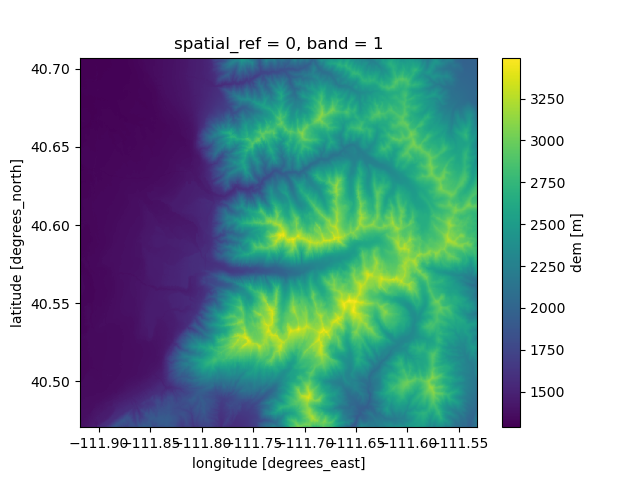 spatial_ref = 0, band = 1
40.70
40.65
40.60
40.55
40.50
latitude [degrees_north]
−111.90 −111.85 −111.80 −111.75 −111.70 −111.65 −111.60 −111.55
longitude [degrees_east]
3250
3000
2750
2500
2250
2000
1750
1500
dem [m]